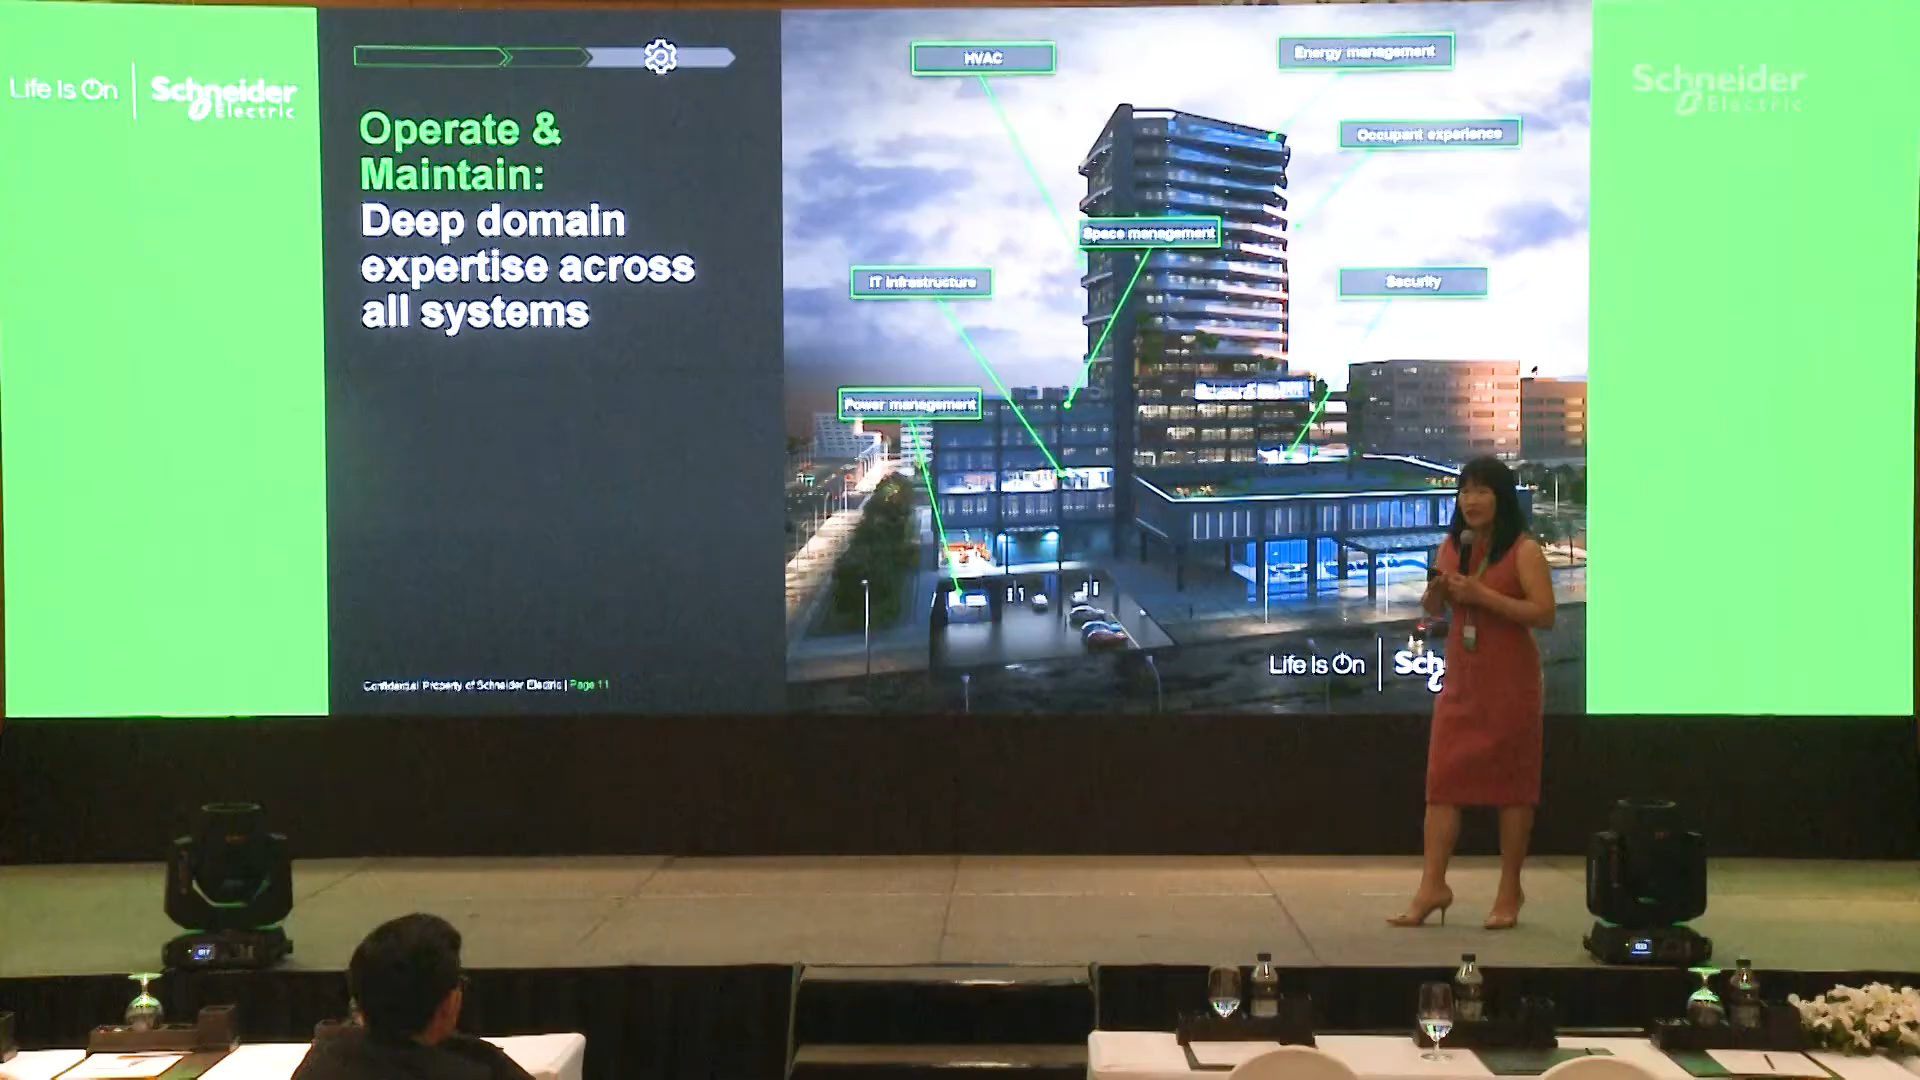 Life Is On
Schneider
Electric
Operate &
Maintain:
Deep domain
expertise across
all systems
Confidential Property of Schneider Electric | Page 11
HVAC
Energy management
Occupant experience
Space management
IT Infrastructure
Security
Power management
Life Is On
Sch
Schneider
Electric